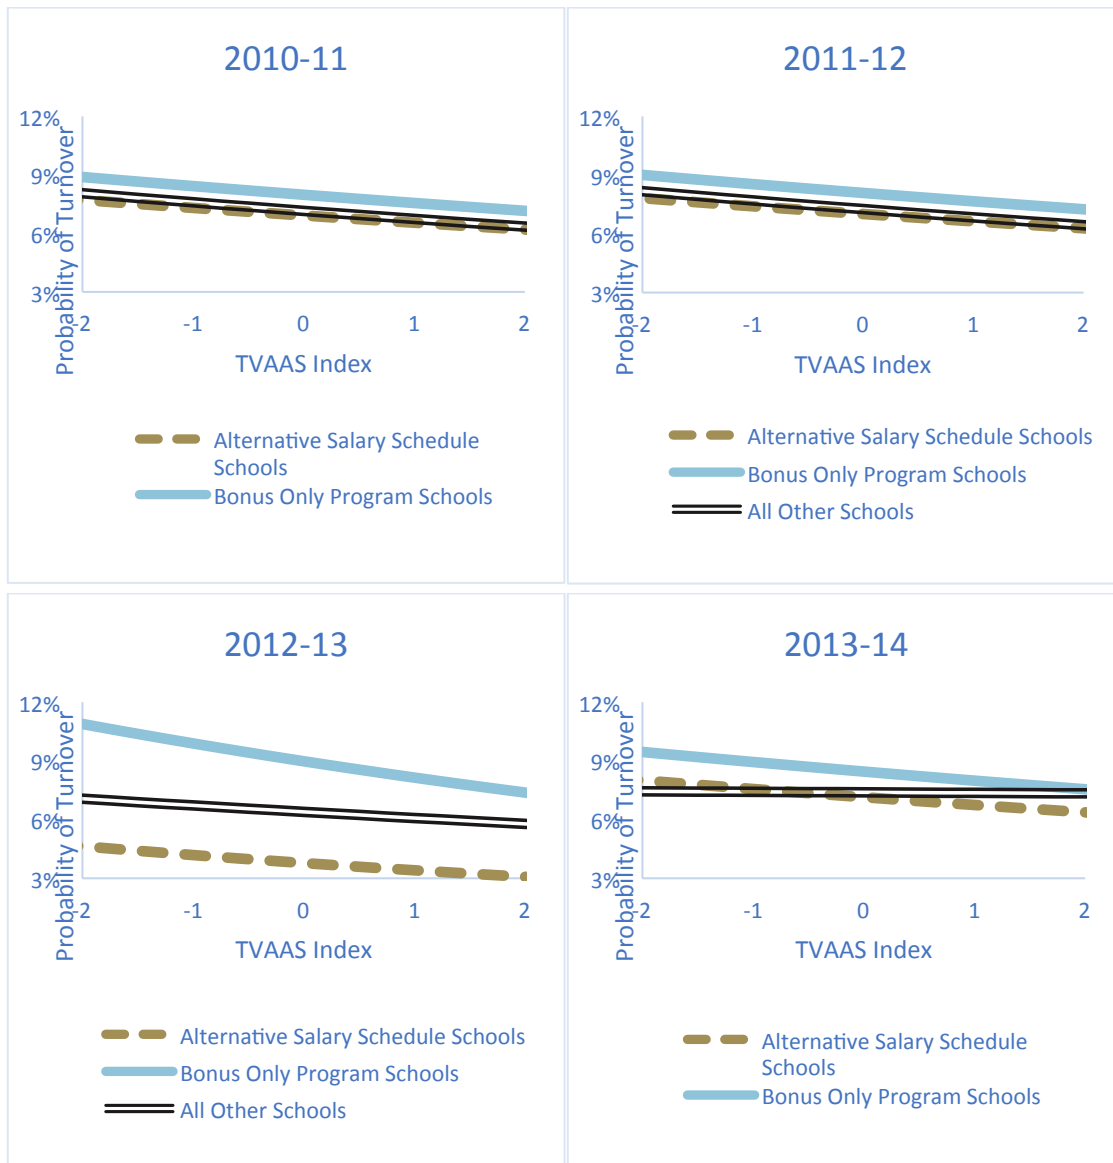 2010-11
12%
9%
6%
3%
Probability of Turnover
-2 -1 0 1 2
TVAAS Index
Alternative Salary Schedule
Schools
Bonus Only Program Schools
2011-12
12%
9%
6%
3%
Probability of Turnover
-2 -1 0 1 2
TVAAS Index
Alternative Salary Schedule Schools
Bonus Only Program Schools
All Other Schools
2012-13
12%
9%
6%
3%
Probability of Turnover
-2 -1 0 1 2
TVAAS Index
Alternative Salary Schedule Schools
Bonus Only Program Schools
All Other Schools
2013-14
12%
9%
6%
3%
Probability of Turnover
-2 -1 0 1 2
TVAAS Index
Alternative Salary Schedule
Schools
Bonus Only Program Schools